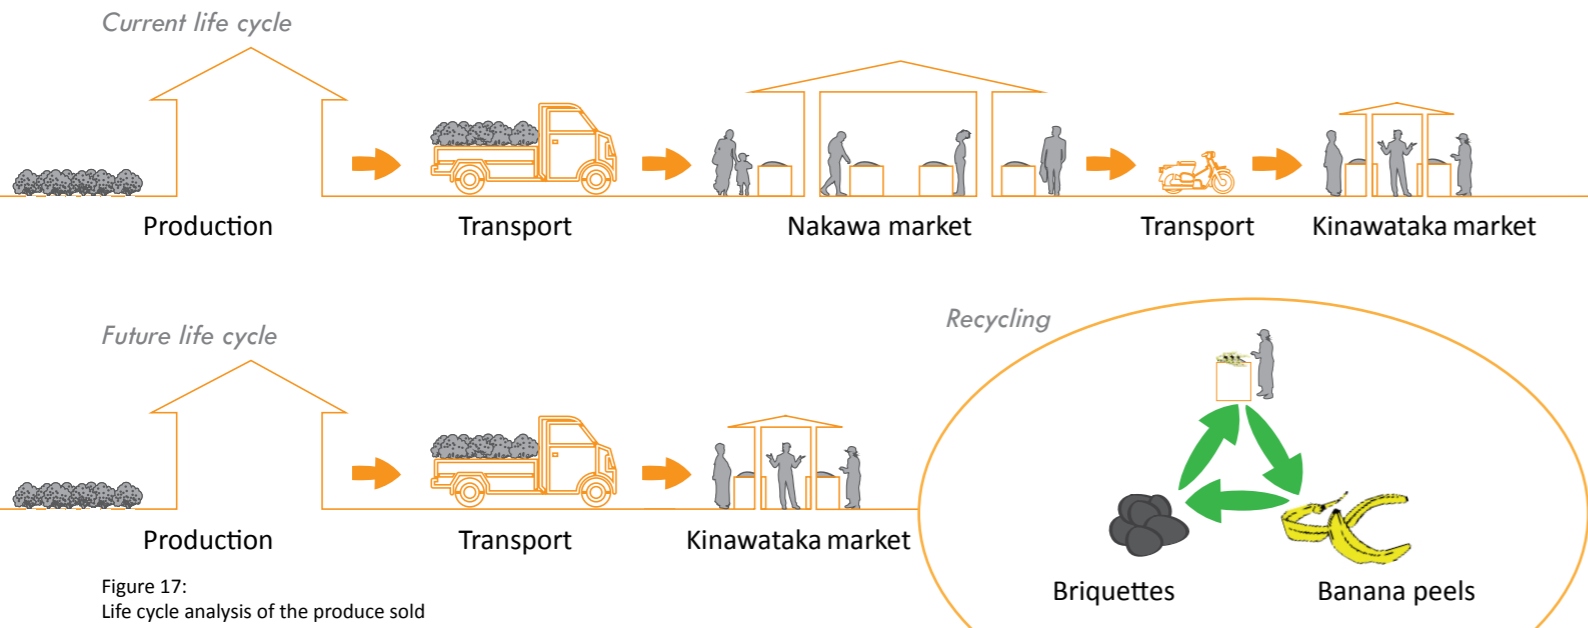 Current life cycle
Production
Transport
Nakawa market
Transport
Kinawataka market
Future life cycle
Production
Transport
Kinawataka market
Recycling
Briquettes
Banana peels
Figure 17:
Life cycle analysis of the produce sold